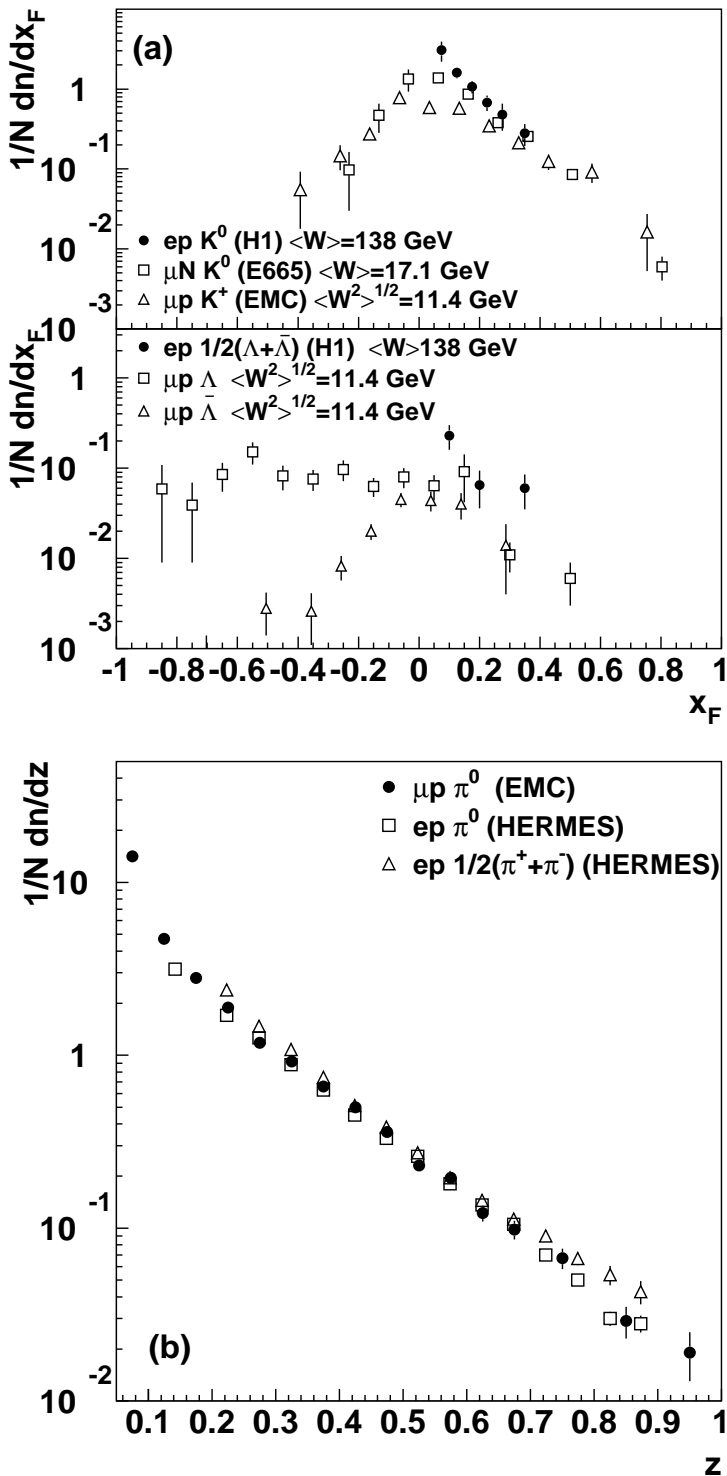 (a)
1/N dn/dx_F
1
10^-1
10^-2
10^-3
ep K^0 (H1) <W>=138 GeV
μN K^0 (E665) <W>=17.1 GeV
μp K^+ (EMC) <W^2>^1/2=11.4 GeV
1/N dn/dx_F
10
1
10^-1
10^-2
10^-3
ep 1/2(Λ+Λ̄) (H1) <W>138 GeV
μp Λ <W^2>^1/2=11.4 GeV
μp Λ̄ <W^2>^1/2=11.4 GeV
-1 -0.8 -0.6 -0.4 -0.2 0 0.2 0.4 0.6 0.8 1
x_F
1/N dn/dz
10
1
10^-1
10^-2
μp π^0 (EMC)
ep π^0 (HERMES)
ep 1/2(π^+ +π^-) (HERMES)
(b)
0.1 0.2 0.3 0.4 0.5 0.6 0.7 0.8 0.9 1
z